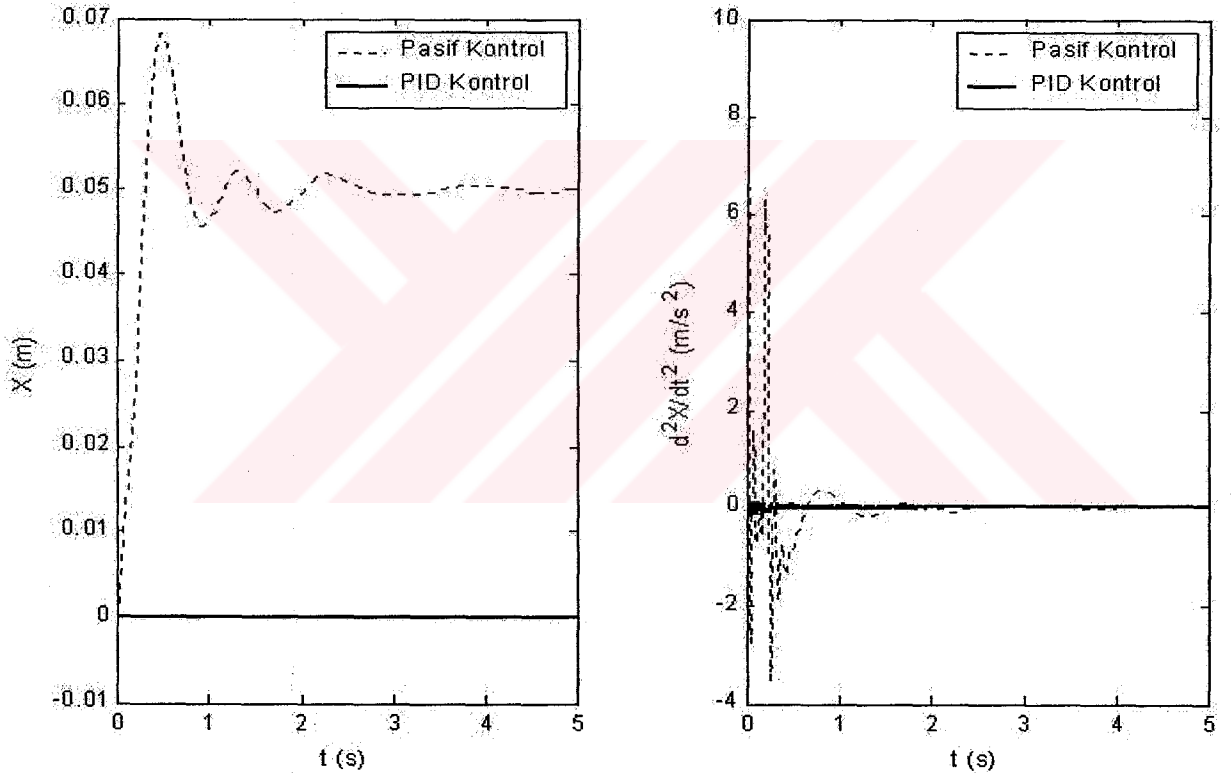 0.07
0.06
0.05
0.04
0.03
0.02
0.01
0
-0.01
X (m)
0 1 2 3 4 5
t (s)
Pasif Kontrol
PID Kontrol
10
8
6
4
2
0
-2
-4
d²X/dt² (m/s²)
0 1 2 3 4 5
t (s)
Pasif Kontrol
PID Kontrol